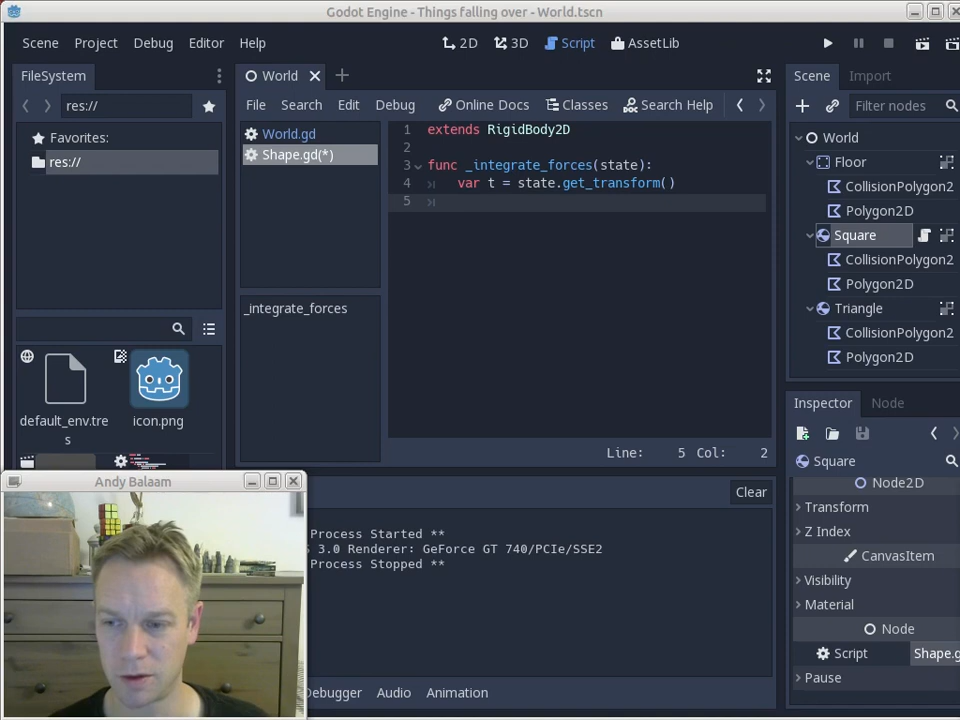 Godot Engine - Things falling over - World.tscn
Scene Project Debug Editor Help
2D 3D Script AssetLib
FileSystem
res://
Favorites:
res://
default_env.tre
s
icon.png
World
File Search Edit Debug Online Docs Classes Search Help
World.gd
Shape.gd(*)
_integrate_forces
1 extends RigidBody2D
2
3 func _integrate_forces(state):
4 var t = state.get_transform()
5
Line: 5 Col: 2
Clear
Process Started **
S 3.0 Renderer: GeForce GT 740/PCIe/SSE2
Process Stopped **
Debugger Audio Animation
Andy Balaam
Scene Import
Filter nodes
World
Floor
CollisionPolygon2
Polygon2D
Square
CollisionPolygon2
Polygon2D
Triangle
CollisionPolygon2
Polygon2D
Inspector Node
Square
Node2D
Transform
Z Index
CanvasItem
Visibility
Material
Node
Script Shape.g
Pause